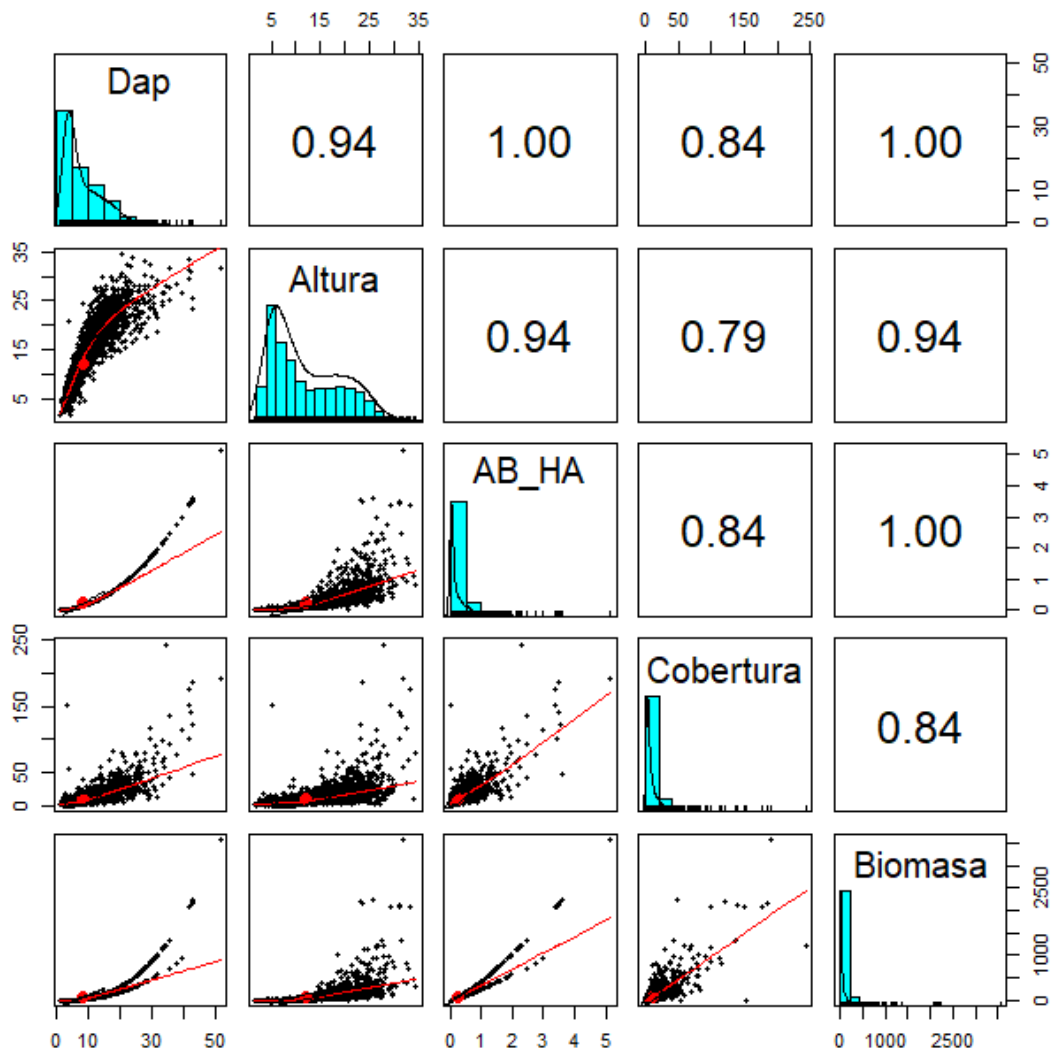 5 15 25 35 0 50 150 250
Dap 0.94 1.00 0.84 1.00 0 10 30 50
5 15 25 35 Altura 0.94 0.79 0.94
AB_HA 0.84 1.00 0 1 2 3 4 5
0 50 150 250 Cobertura 0.84
Biomasa 0 1000 2500
0 10 30 50 0 1 2 3 4 5 0 1000 2500